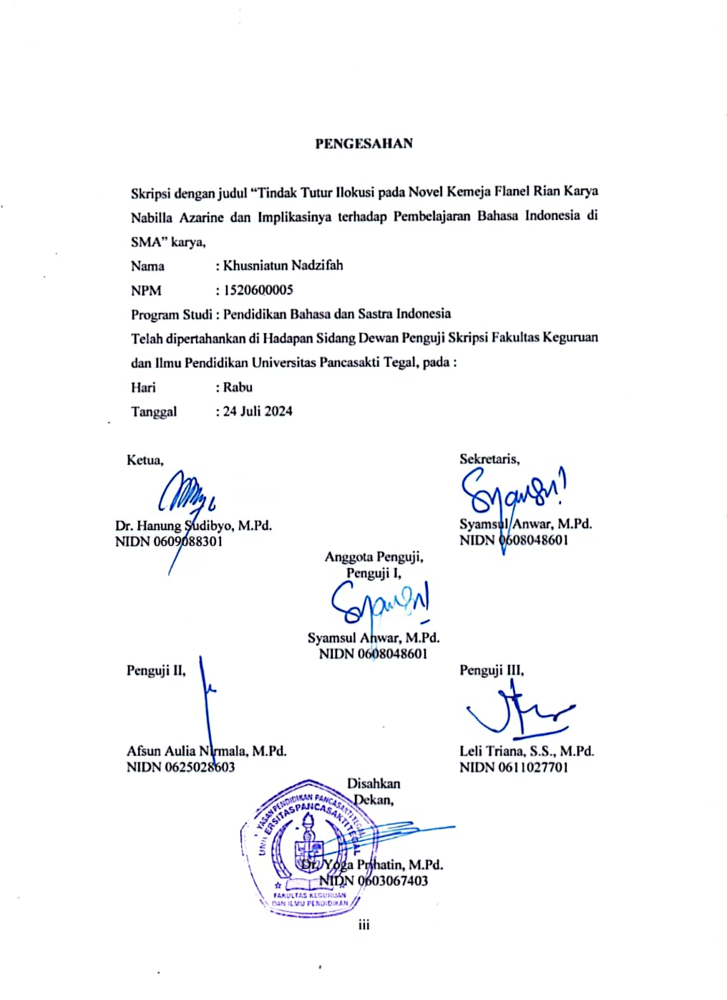 PENGESAHAN
Skripsi dengan judul “Tindak Tutur Ilokusi pada Novel Kemeja Flanel Rian Karya
Nabilla Azarine dan Implikasinya terhadap Pembelajaran Bahasa Indonesia di
SMA” karya,
Nama : Khusniatun Nadzifah
NPM : 1520600005
Program Studi : Pendidikan Bahasa dan Sastra Indonesia
Telah dipertahankan di Hadapan Sidang Dewan Penguji Skripsi Fakultas Keguruan
dan Ilmu Pendidikan Universitas Pancasakti Tegal, pada :
Hari : Rabu
Tanggal : 24 Juli 2024
Ketua,
Dr. Hanung Sudibyo, M.Pd.
NIDN 0609088301
Sekretaris,
Syamsul Anwar, M.Pd.
NIDN 0608048601
Anggota Penguji,
Penguji I,
Syamsul Anwar, M.Pd.
NIDN 0608048601
Penguji II,
Afsun Aulia Nirmala, M.Pd.
NIDN 0625028603
Penguji III,
Leli Triana, S.S., M.Pd.
NIDN 0611027701
Disahkan
Dekan,
YASAN PENDIDIKAN PANCASAKTI TEGAL
UNIVERSITAS PANCASAKTI TEGAL
FAKULTAS KEGURUAN
DAN ILMU PENDIDIKAN
Dr. Yoga Prihatin, M.Pd.
NIDN 0603067403
iii